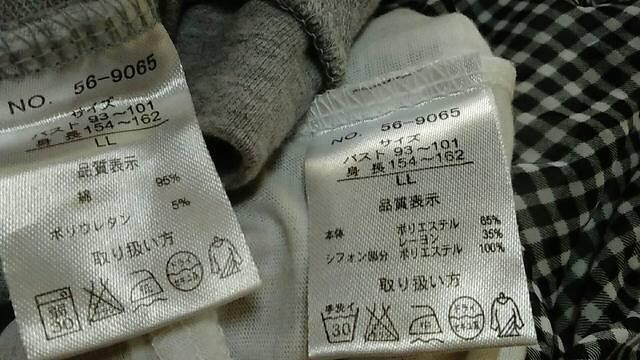 NO. 56-9065
サイズ
バスト 93～101
身長 154～162
LL
品質表示
綿 95%
ポリウレタン 5%
取り扱い方
30
NO. 56-9065
サイズ
バスト 93～101
身長 154～162
LL
品質表示
本体 ポリエステル 65%
レーヨン 35%
シフォン部分 ポリエステル 100%
取り扱い方
手洗イ
30